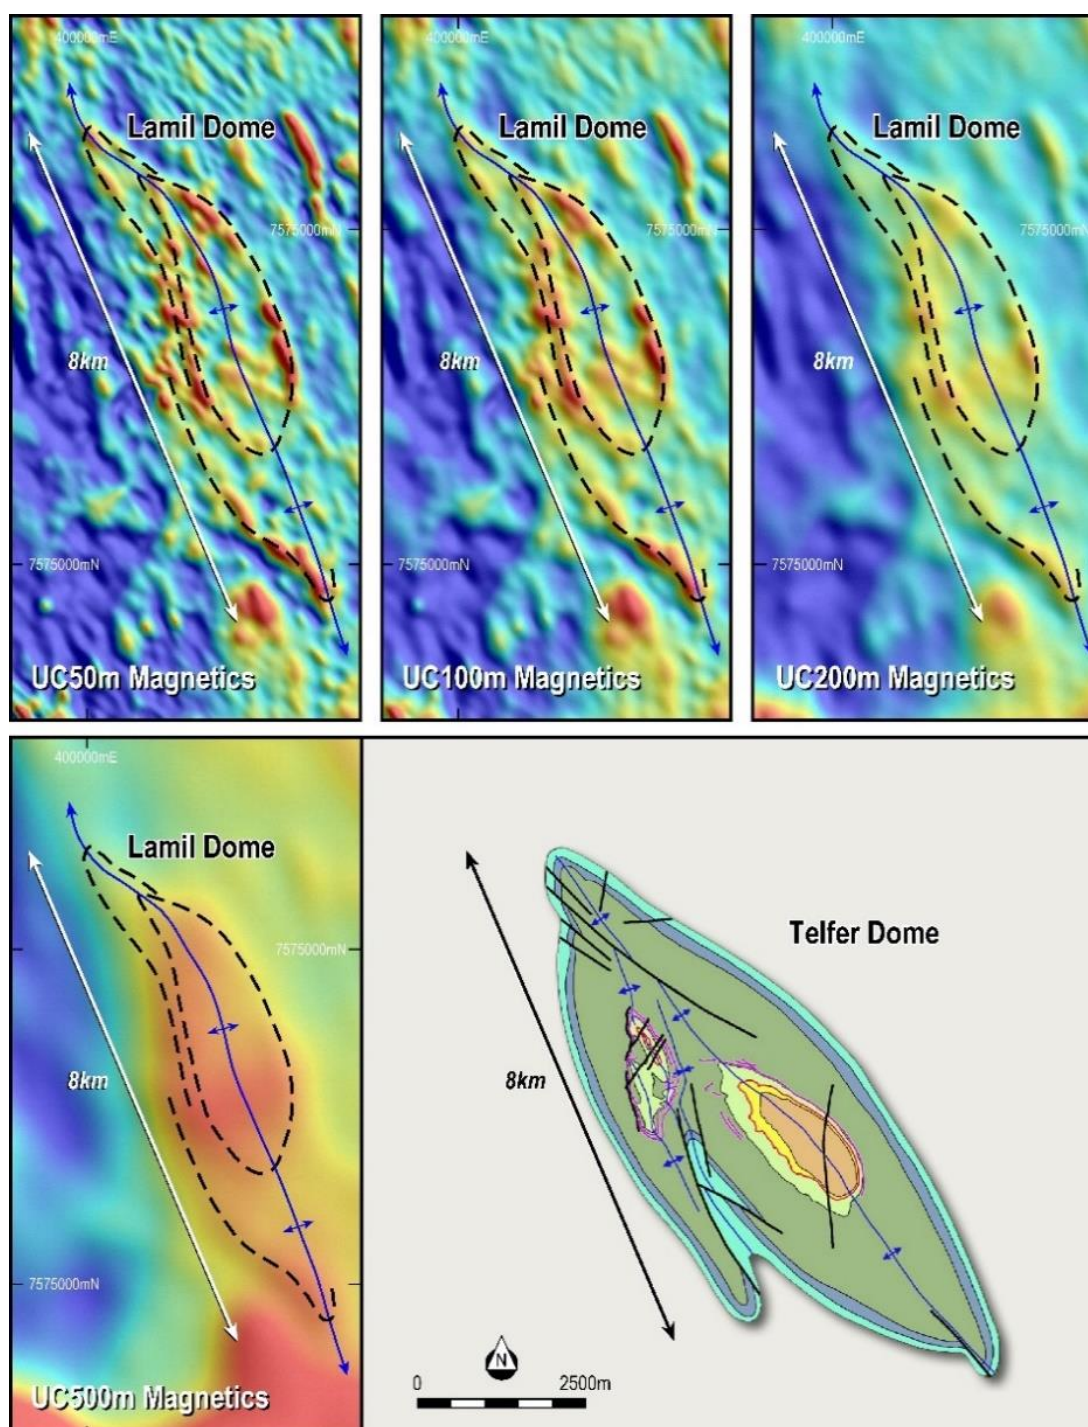 400000mE
Lamil Dome
7575000mN
8km
7575000mN
UC50m Magnetics
400000mE
Lamil Dome
7575000mN
8km
7575000mN
UC100m Magnetics
400000mE
Lamil Dome
7575000mN
8km
7575000mN
UC200m Magnetics
400000mE
Lamil Dome
7575000mN
8km
7575000mN
UC500m Magnetics
Telfer Dome
8km
N
0 2500m